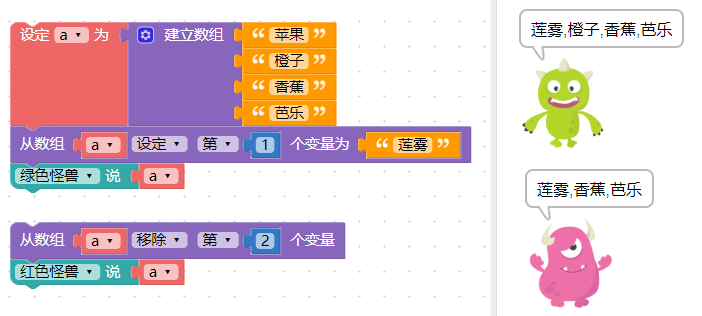 设定 a 为 建立数组 “ 苹果 ”
“ 橙子 ”
“ 香蕉 ”
“ 芭乐 ”
从数组 a 设定 第 1 个变量为 “ 莲雾 ”
绿色怪兽 说 a
从数组 a 移除 第 2 个变量
红色怪兽 说 a
莲雾,橙子,香蕉,芭乐
莲雾,香蕉,芭乐